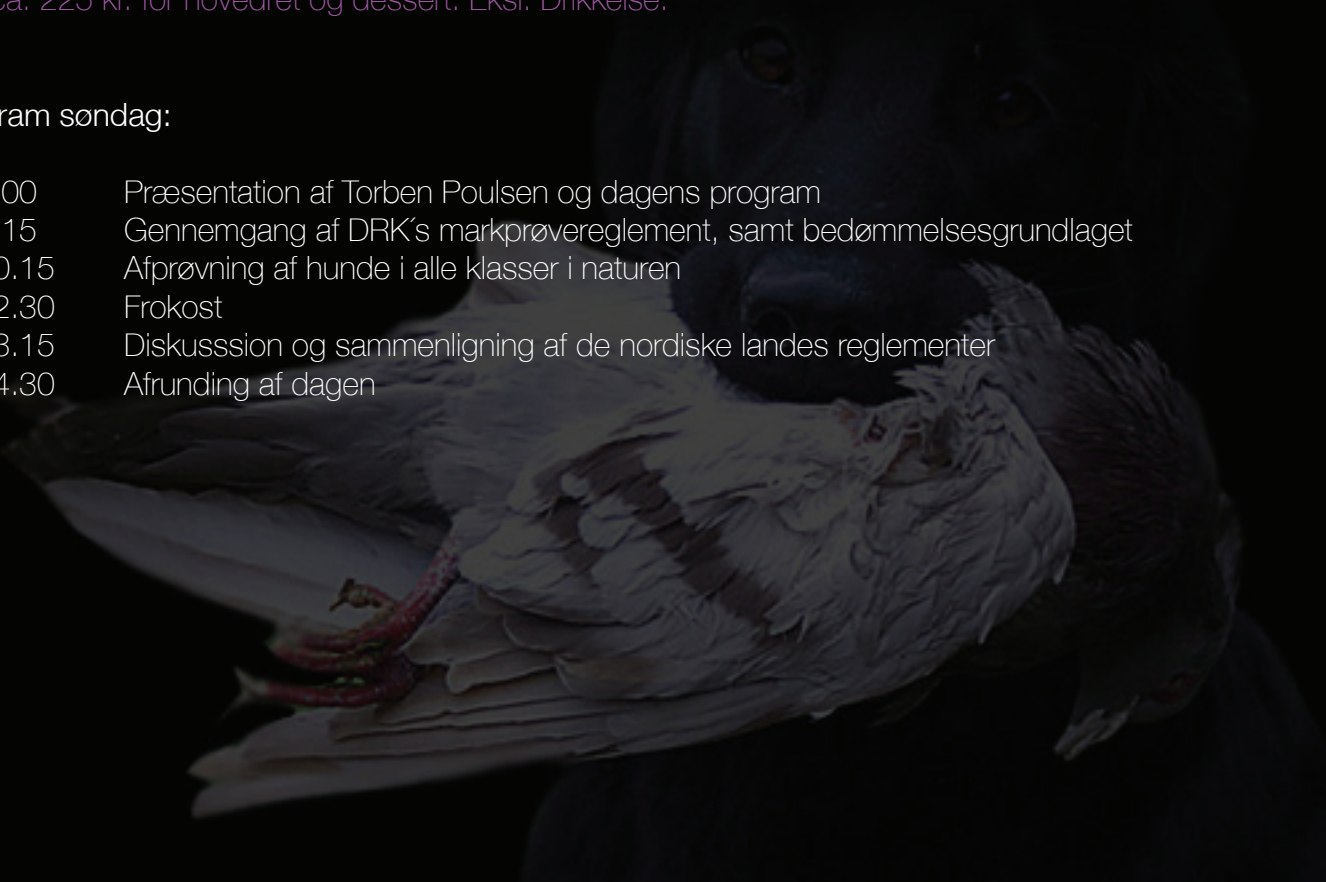 ca. 225 kr. for hovedret og dessert. Eksl. Drikkelse.
ram søndag:
00 Præsentation af Torben Poulsen og dagens program
15 Gennemgang af DRK´s markprøvereglement, samt bedømmelsesgrundlaget
0.15 Afprøvning af hunde i alle klasser i naturen
2.30 Frokost
3.15 Diskusssion og sammenligning af de nordiske landes reglementer
4.30 Afrunding af dagen